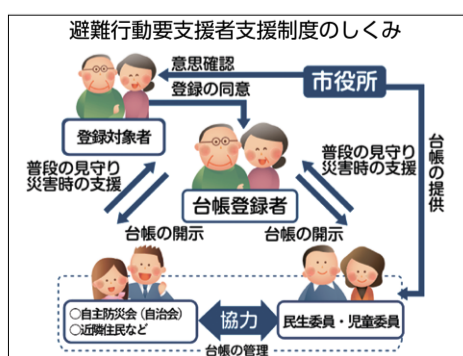 避難行動要支援者支援制度のしくみ
意思確認
登録の同意
市役所
登録対象者
普段の見守り
災害時の支援
台帳登録者
普段の見守り
災害時の支援
台帳の提供
台帳の開示
台帳の開示
○自主防災会（自治会）
○近隣住民など
協力
民生委員・児童委員
台帳の管理